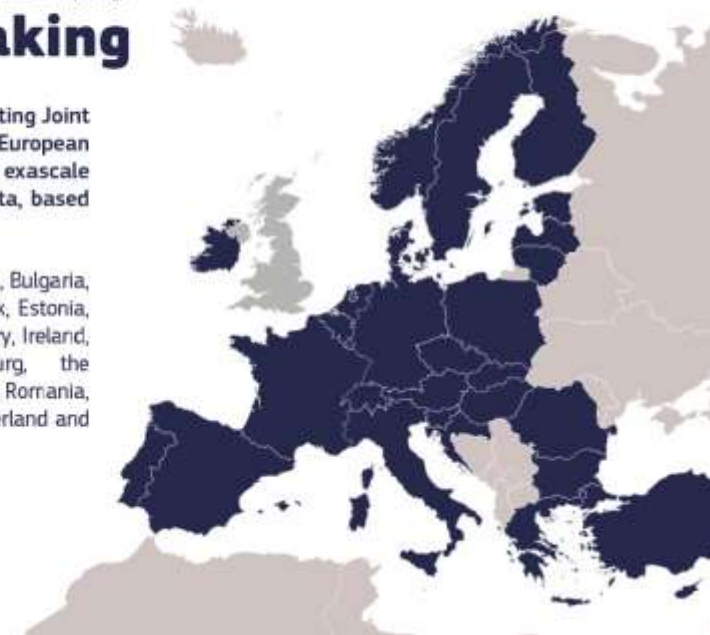 aking
ting Joint
European
exascale
ta, based
, Bulgaria,
k, Estonia,
y, Ireland,
urg, the
Romania,
erland and